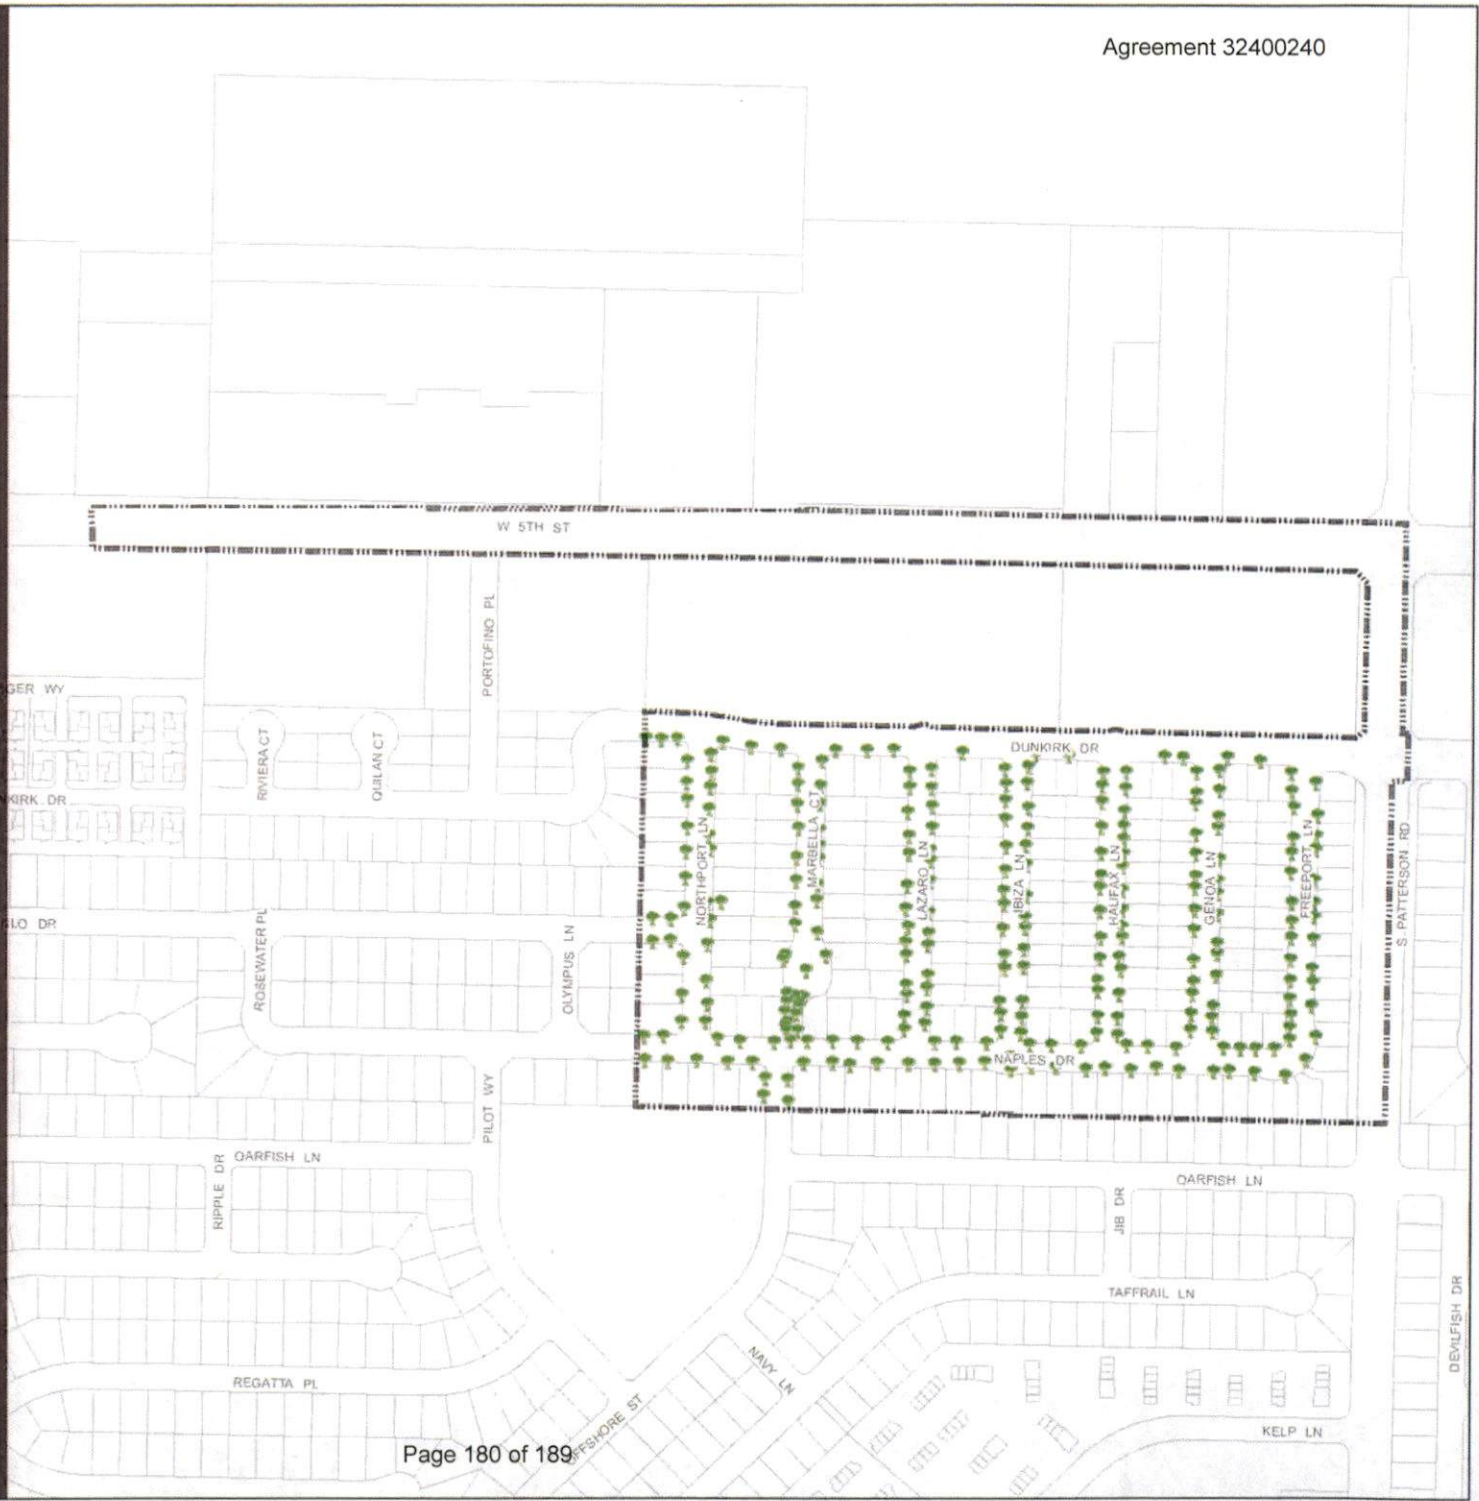 Agreement 32400240
W 5TH ST
PORTOFINO PL
GER WY
RIVIERA CT
QUILAN CT
DUNKIRK DR
NKIRK DR
NORTHPORT LN
MARBELLA CT
LAZARO LN
IBIZA LN
HALIFAX LN
GENOA LN
FREEPORT LN
S PATTERSON RD
LO DR
ROSEWATER PL
OLYMPUS LN
NAPLES DR
PILOT WY
OARFISH LN
RIPPLE DR
OARFISH LN
JIB DR
TAFFRAIL LN
DEVILFISH DR
NAVY LN
REGATTA PL
FFSHORE ST
KELP LN
Page 180 of 189